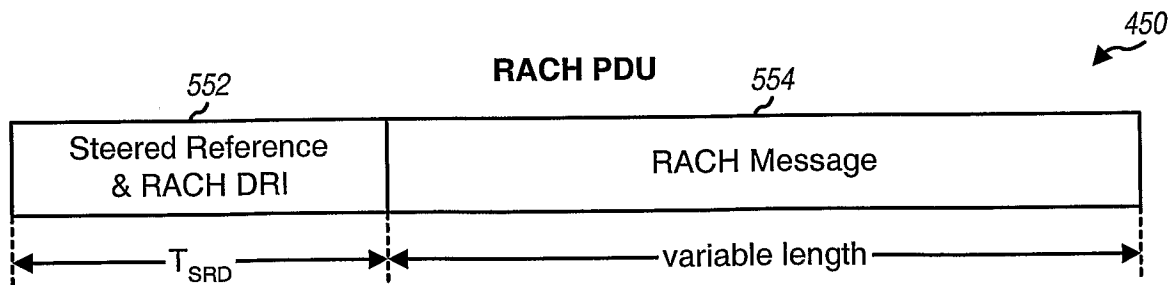 450
RACH PDU
552
554
Steered Reference
& RACH DRI
RACH Message
T_SRD
variable length